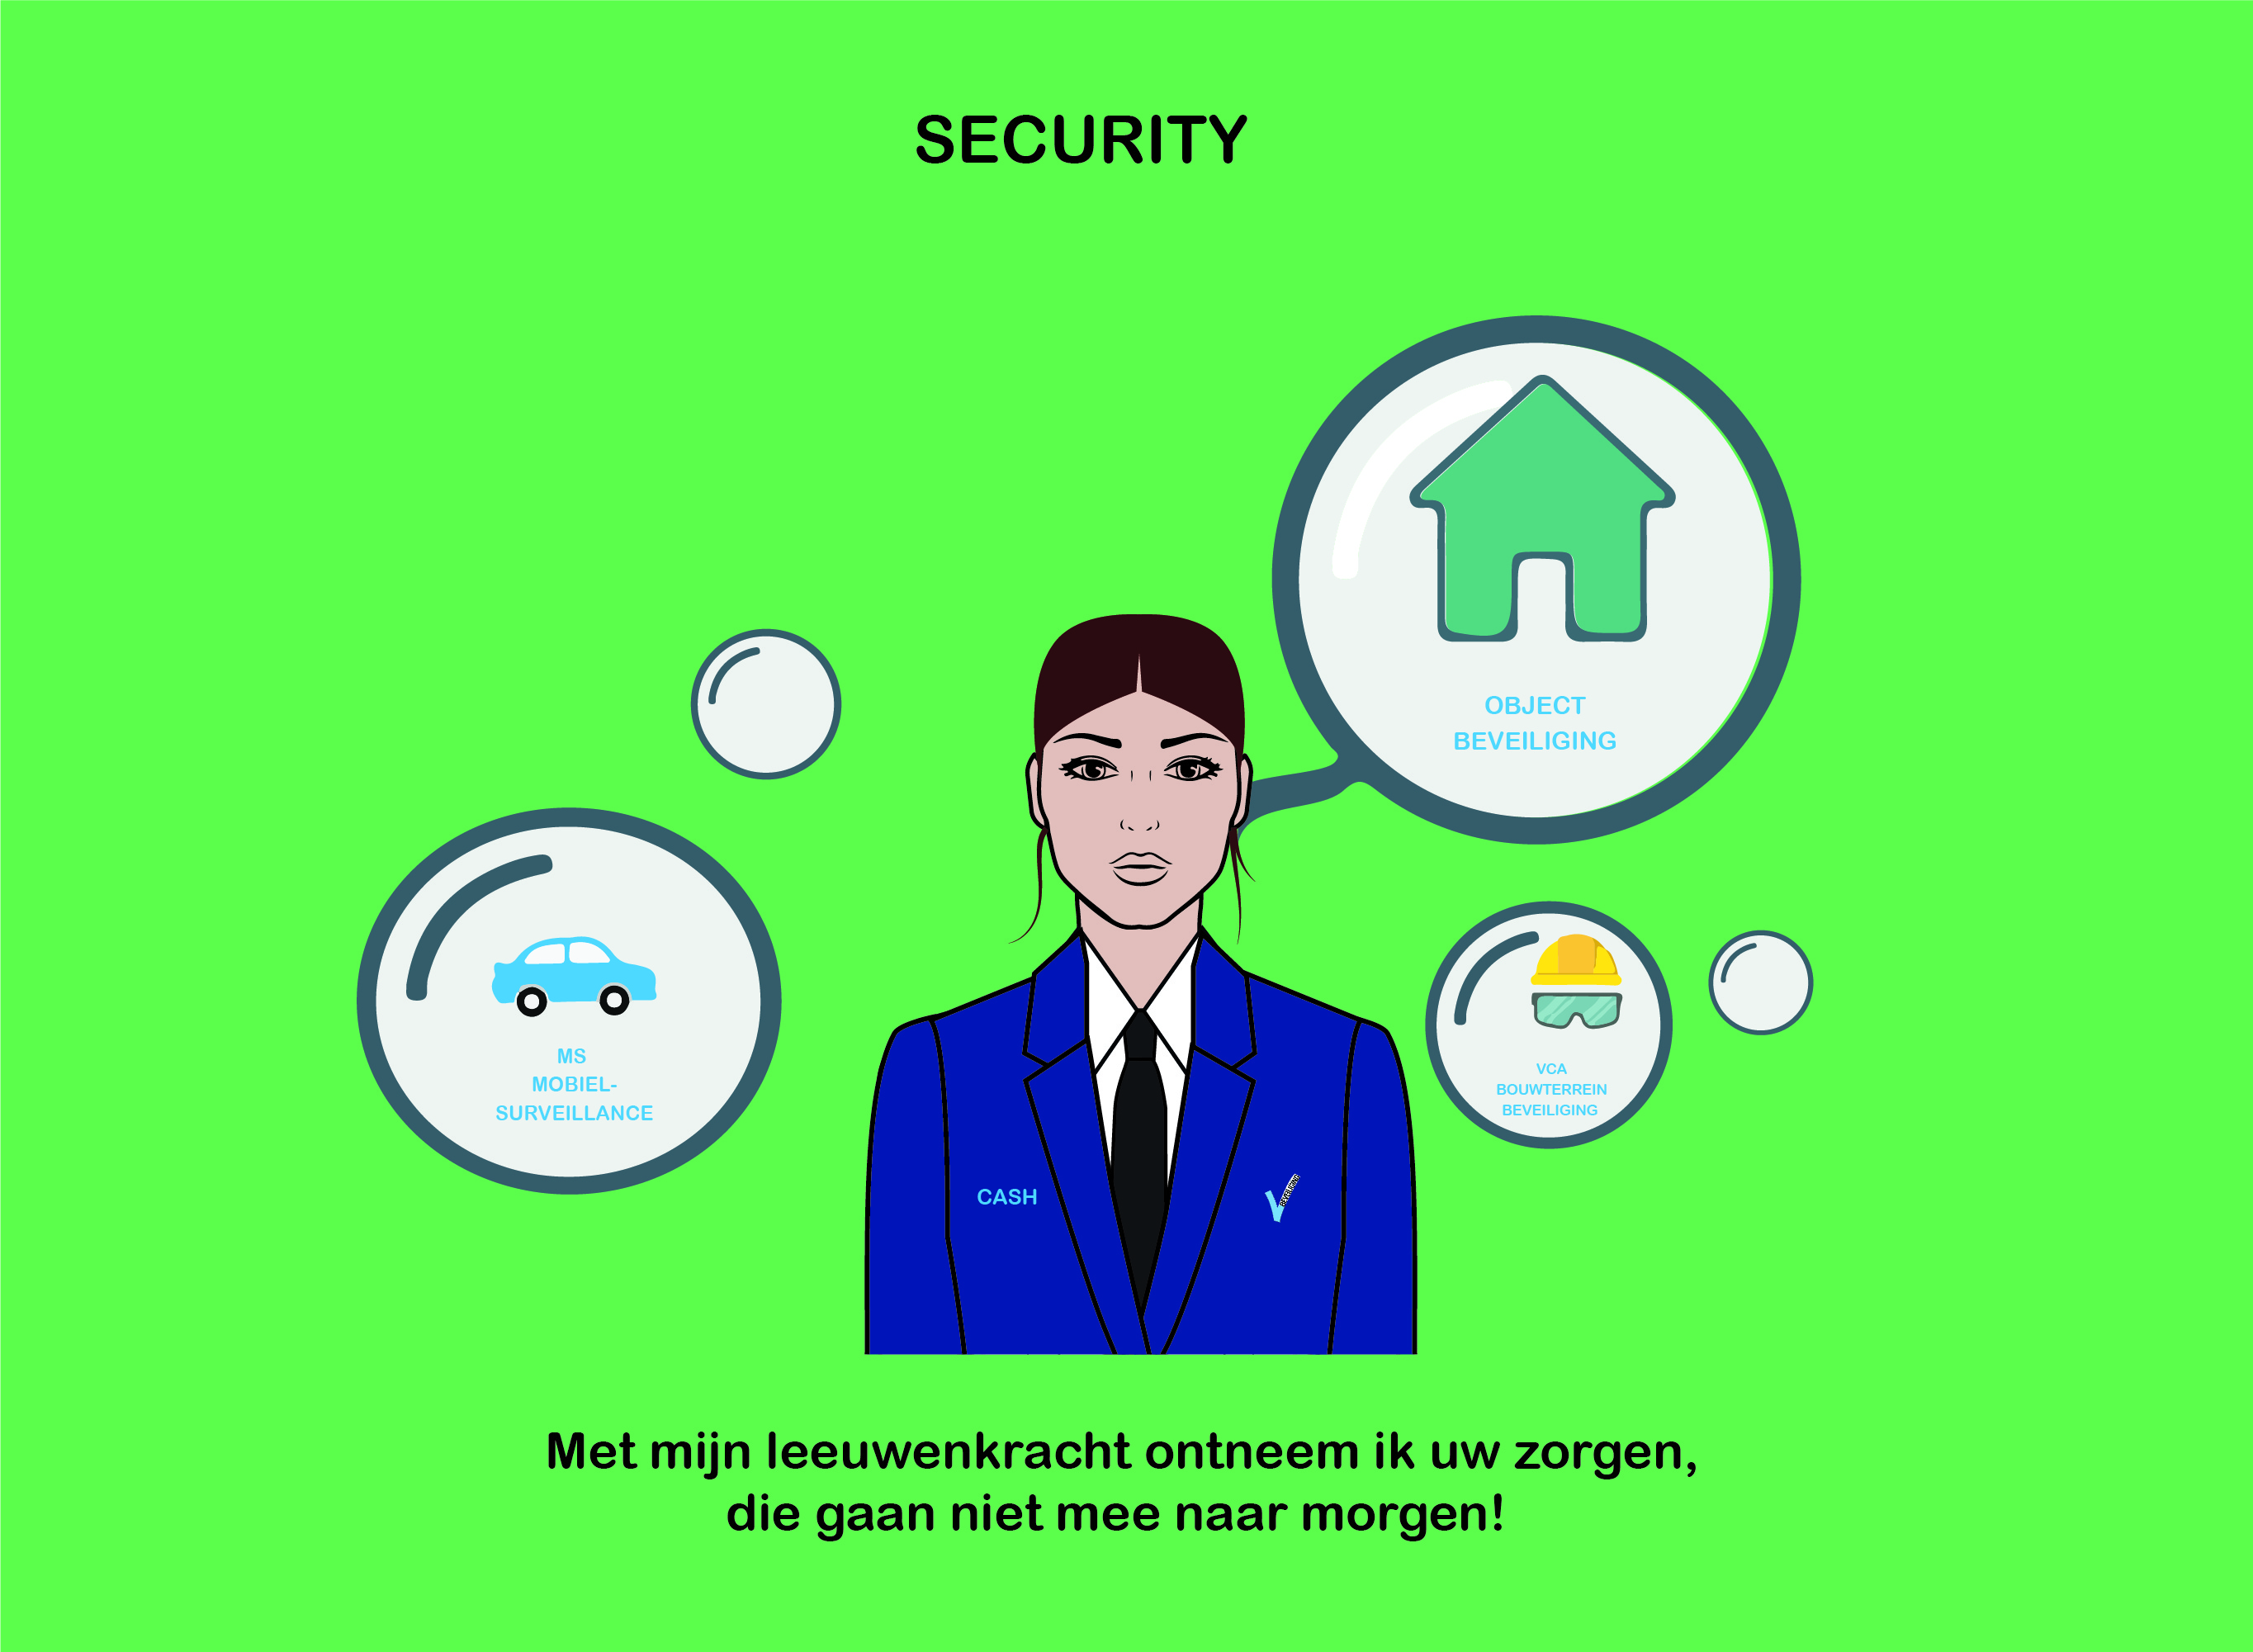 SECURITY
OBJECT
BEVEILIGING
MS
MOBIEL-
SURVEILLANCE
VCA
BOUWTERREIN
BEVEILIGING
CASH
BEVEILIGING
Met mijn leeuwenkracht ontneem ik uw zorgen,
die gaan niet mee naar morgen!